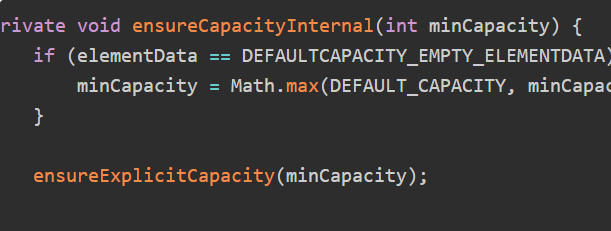 rivate void ensureCapacityInternal(int minCapacity) {
    if (elementData == DEFAULTCAPACITY_EMPTY_ELEMENTDATA)
        minCapacity = Math.max(DEFAULT_CAPACITY, minCapac
    }

    ensureExplicitCapacity(minCapacity);